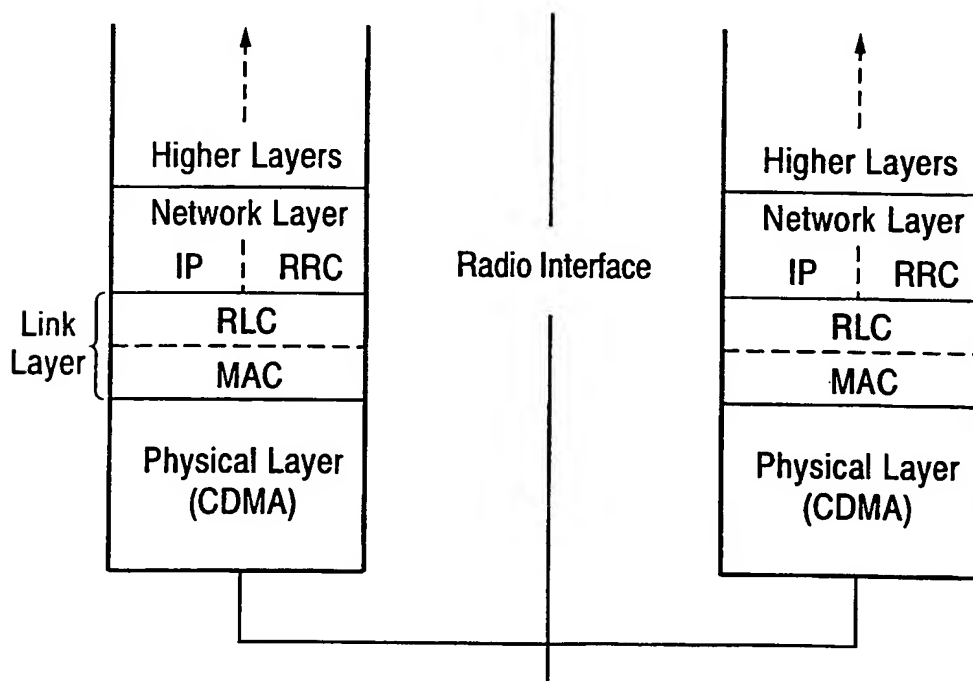 Higher Layers
Network Layer
IP
RRC
Link
Layer
RLC
MAC
Physical Layer
(CDMA)
Radio Interface
Higher Layers
Network Layer
IP
RRC
RLC
MAC
Physical Layer
(CDMA)